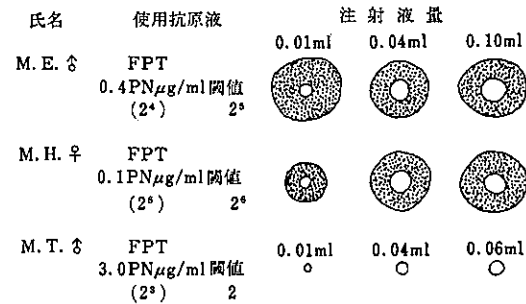 氏名 使用抗原液 注射液量
0.01ml 0.04ml 0.10ml
M.E.♂ FPT
0.4PNμg/ml閾値
(2⁴) 2⁵
M.H.♀ FPT
0.1PNμg/ml閾値
(2⁶) 2⁶
M.T.♂ FPT 0.01ml 0.04ml 0.06ml
3.0PNμg/ml閾値
(2³) 2